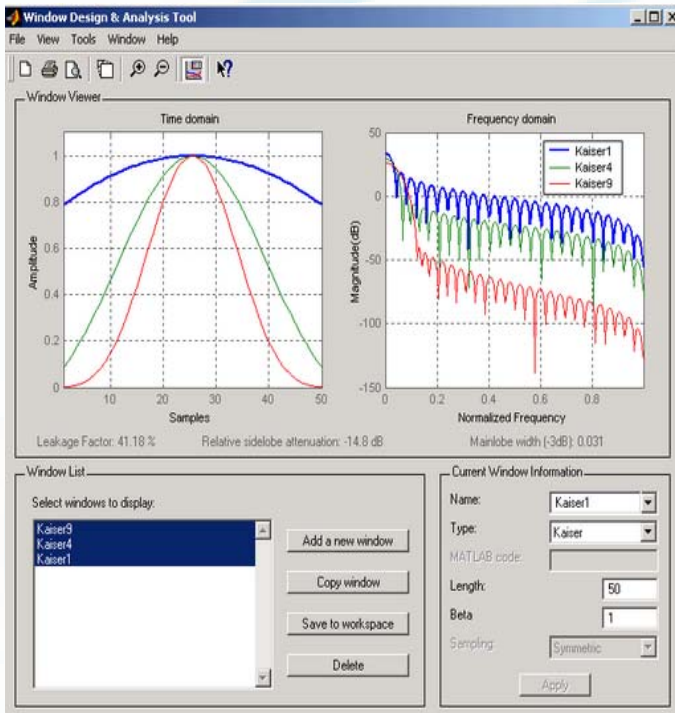 Window Design & Analysis Tool
File View Tools Window Help
Window Viewer
Time domain
Frequency domain
1
0.8
0.6
0.4
0.2
0
Amplitude
10 20 30 40 50
Samples
50
0
-50
-100
-150
Magnitude(dB)
Kaiser1
Kaiser4
Kaiser9
0 0.2 0.4 0.6 0.8
Normalized Frequency
Leakage Factor: 41.18 % Relative sidelobe attenuation: -14.8 dB Mainlobe width (-3dB): 0.031
Window List
Select windows to display:
Kaiser9
Kaiser4
Kaiser1
Add a new window
Copy window
Save to workspace
Delete
Current Window Information
Name: Kaiser1
Type: Kaiser
MATLAB code:
Length: 50
Beta 1
Sampling: Symmetric
Apply